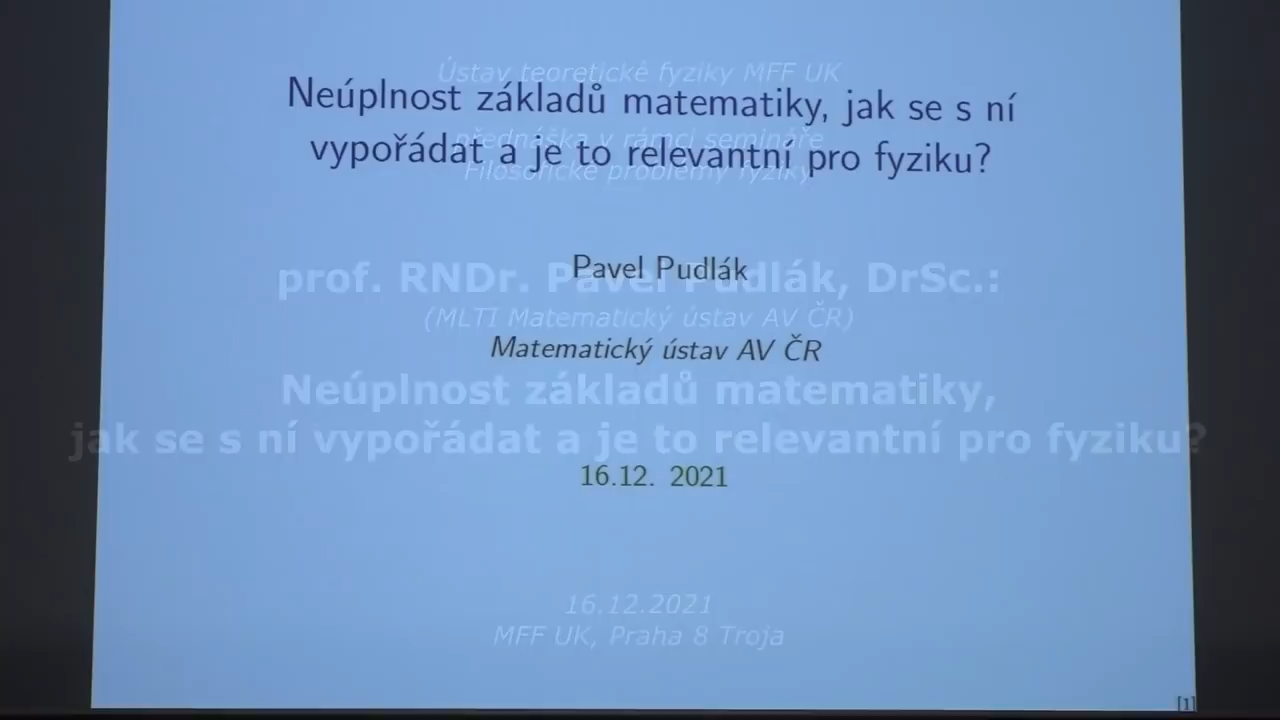 Ústav teoretické fyziky MFF UK
Neúplnost základů matematiky, jak se s ní
přednáška v rámci semináře
vypořádat a je to relevantní pro fyziku?
Filosofické problémy fyziky
Pavel Pudlák
prof. RNDr. Pavel Pudlák, DrSc.:
(MLTI Matematický ústav AV ČR)
Matematický ústav AV ČR
Neúplnost základů matematiky,
jak se s ní vypořádat a je to relevantní pro fyziku?
16.12. 2021
16.12.2021
MFF UK, Praha 8 Troja
[1]